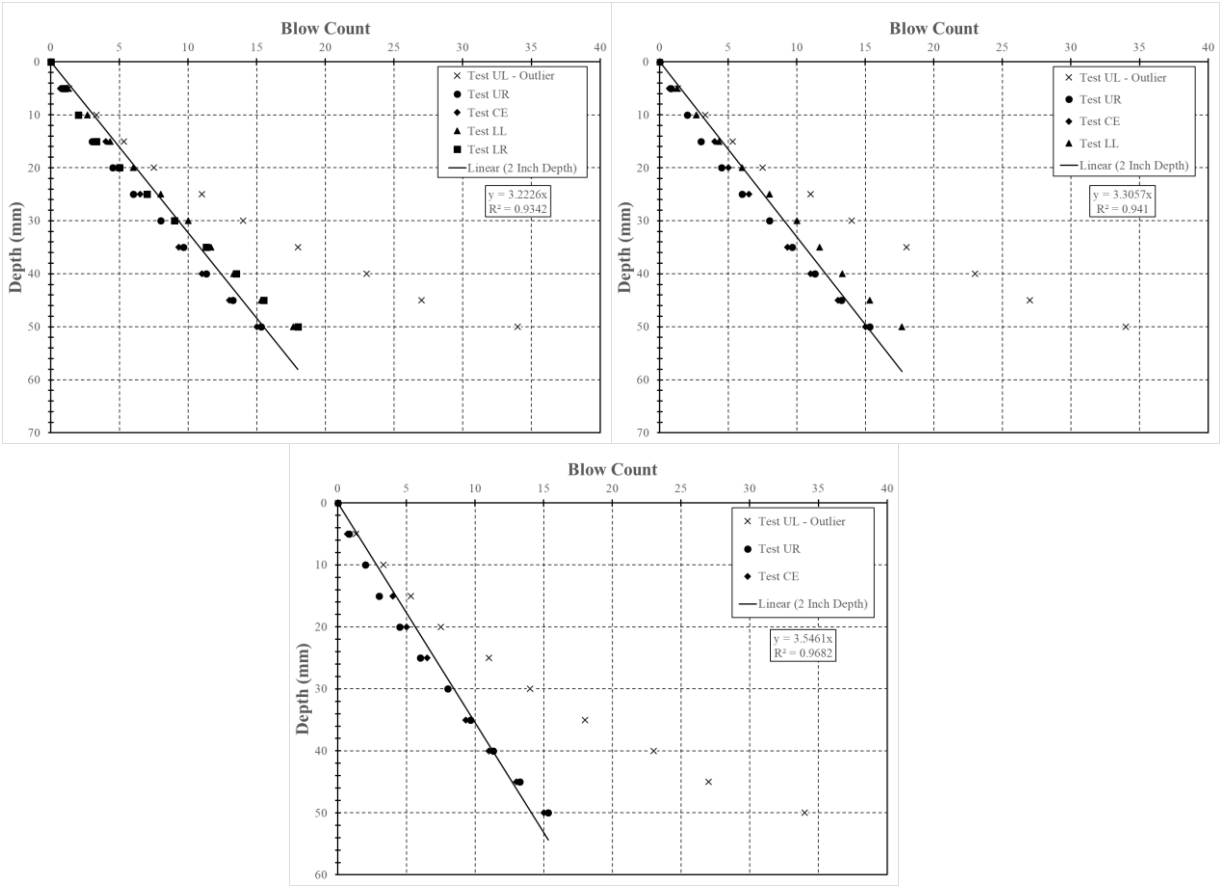 Blow Count
0 5 10 15 20 25 30 35 40
0
10
20
30
40
50
60
70
Depth (mm)
Test UL - Outlier
Test UR
Test CE
Test LL
Test LR
Linear (2 Inch Depth)
y = 3.2226x
R² = 0.9342
Blow Count
0 5 10 15 20 25 30 35 40
0
10
20
30
40
50
60
70
Depth (mm)
Test UL - Outlier
Test UR
Test CE
Test LL
Linear (2 Inch Depth)
y = 3.3057x
R² = 0.941
Blow Count
0 5 10 15 20 25 30 35 40
0
10
20
30
40
50
60
Depth (mm)
Test UL - Outlier
Test UR
Test CE
Linear (2 Inch Depth)
y = 3.5461x
R² = 0.9682